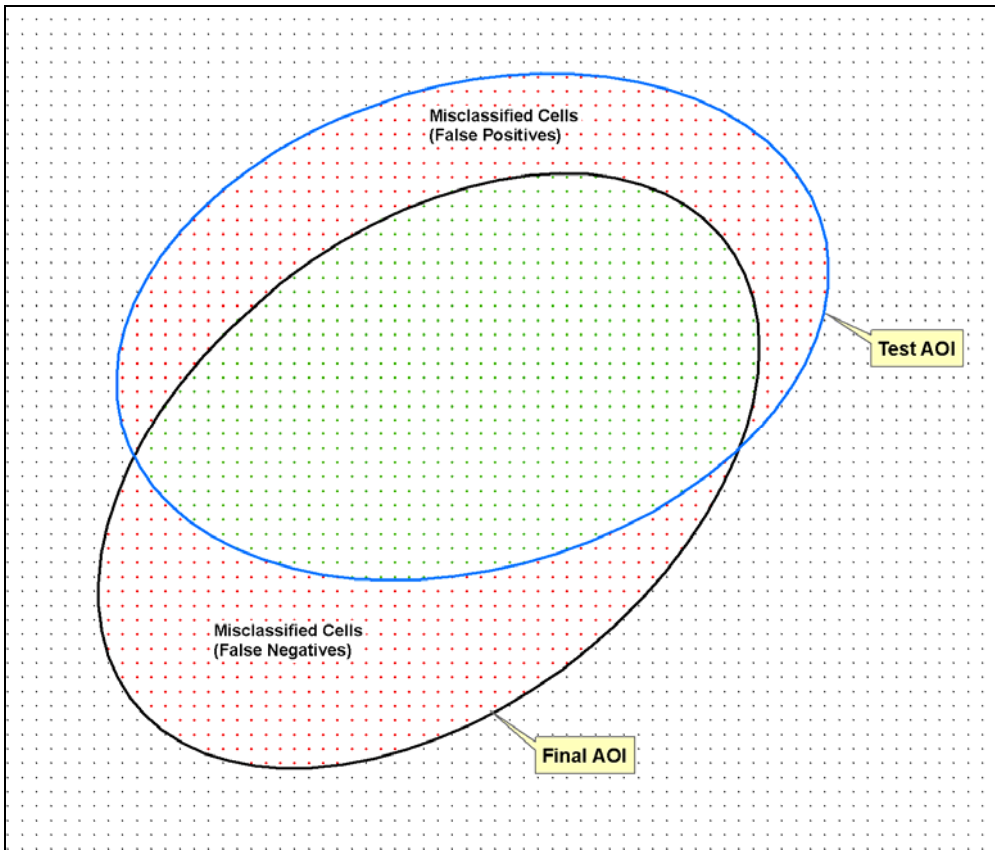 Misclassified Cells
(False Positives)
Test AOI
Misclassified Cells
(False Negatives)
Final AOI